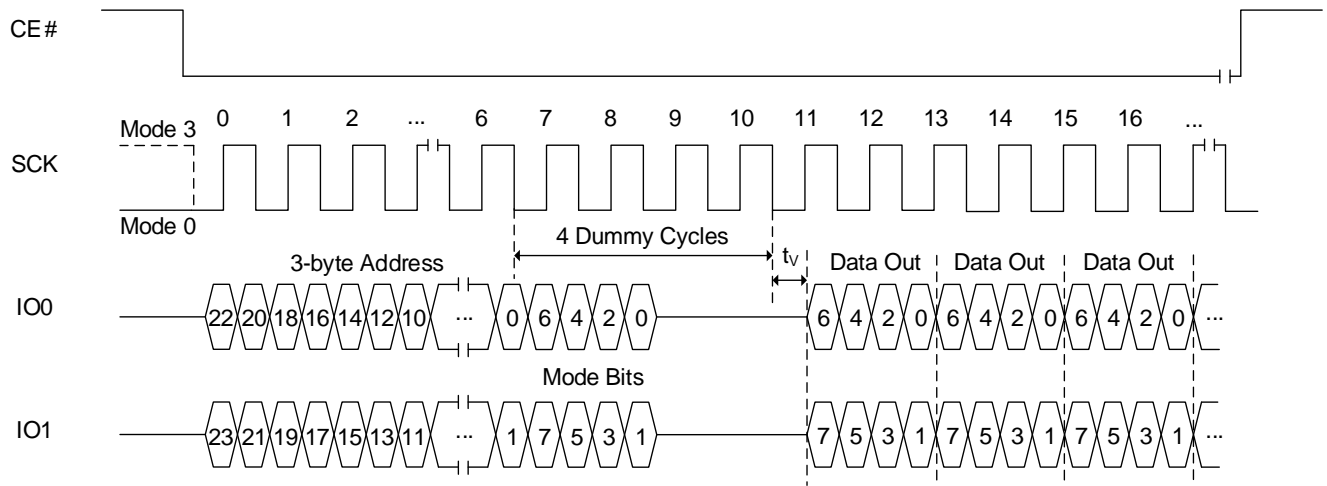 CE#
0 1 2 ... 6 7 8 9 10 11 12 13 14 15 16 ...
Mode 3
SCK
Mode 0
4 Dummy Cycles
3-byte Address tV Data Out Data Out Data Out
IO0 22 20 18 16 14 12 10 ... 0 6 4 2 0 6 4 2 0 6 4 2 0 6 4 2 0 ...
Mode Bits
IO1 23 21 19 17 15 13 11 ... 1 7 5 3 1 7 5 3 1 7 5 3 1 7 5 3 1 ...